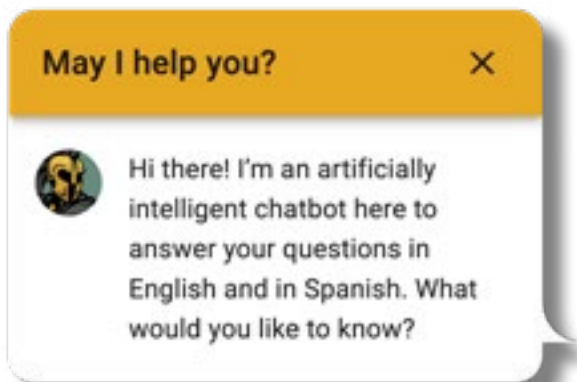 May I help you?
Hi there! I'm an artificially
intelligent chatbot here to
answer your questions in
English and in Spanish. What
would you like to know?